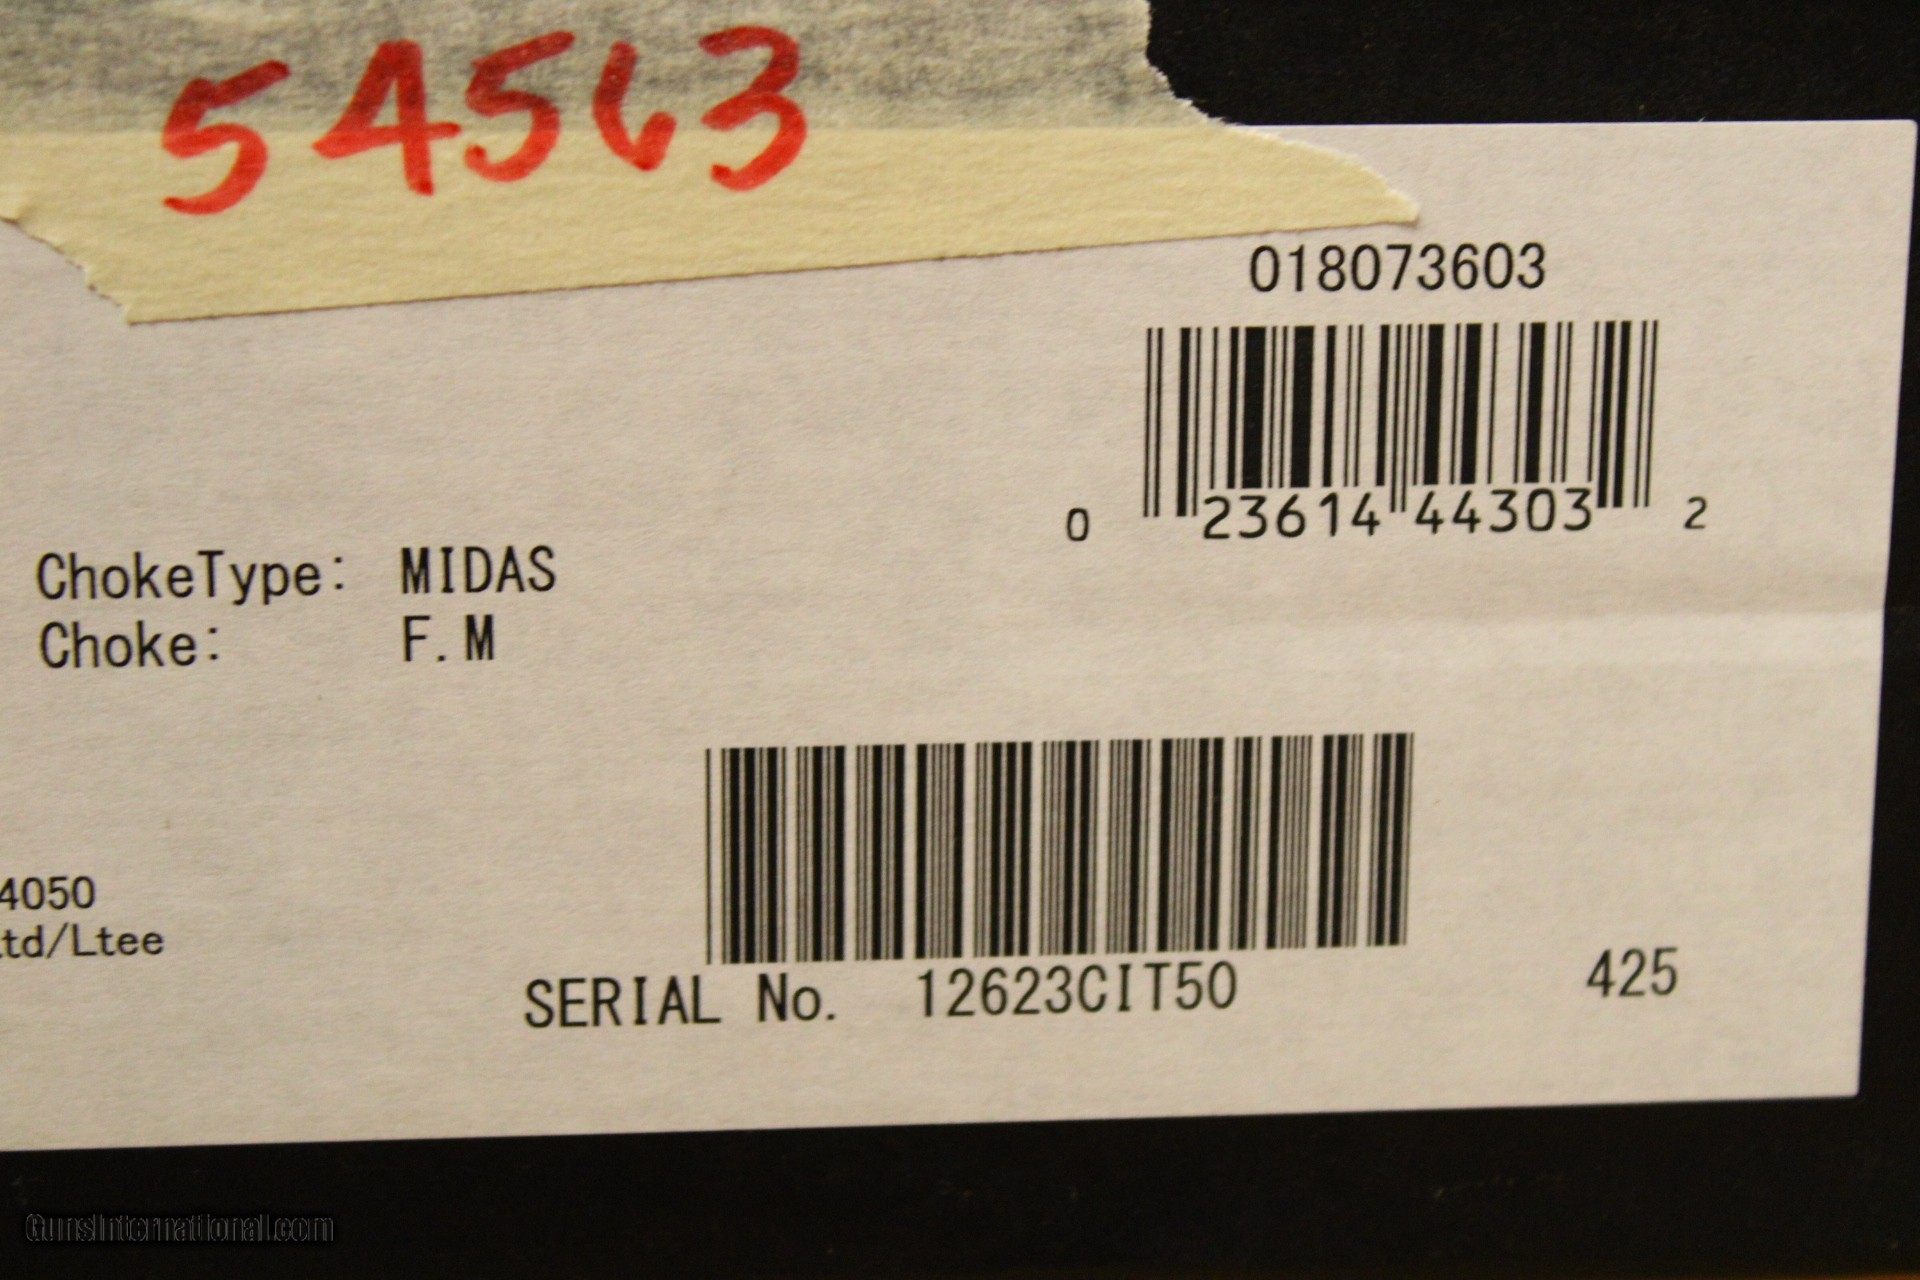 54563
018073603
0 23614 44303 2
ChokeType: MIDAS
Choke: F.M
4050
td/Ltee
SERIAL No. 12623CIT50
425
GunsInternational.com